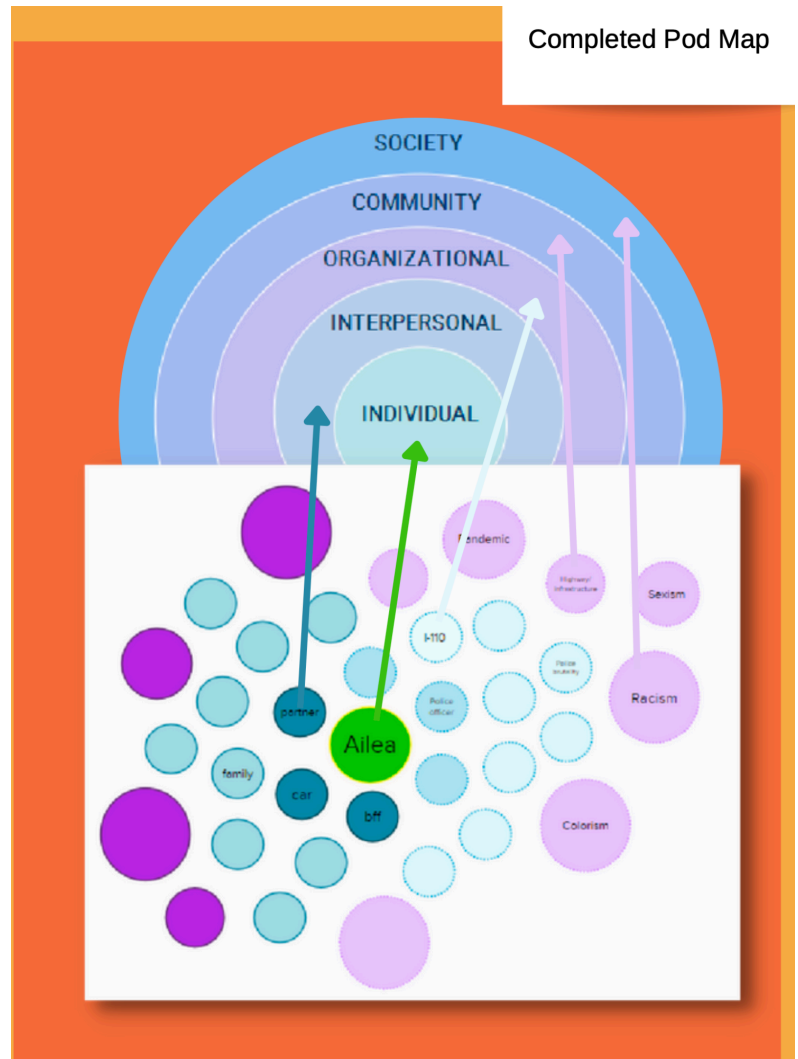 Completed Pod Map
SOCIETY
COMMUNITY
ORGANIZATIONAL
INTERPERSONAL
INDIVIDUAL
Pandemic
Highways/
Infrastructure
Sexism
I-110
Police
brutality
partner
Police
officer
Racism
Ailea
family
car
bff
Colorism